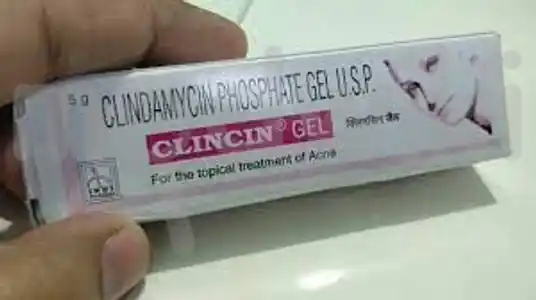 5 g
CLINDAMYCIN PHOSPHATE GEL U.S.P.
CLINCIN® GEL
क्लिनसिन जैल
For the topical treatment of Acne